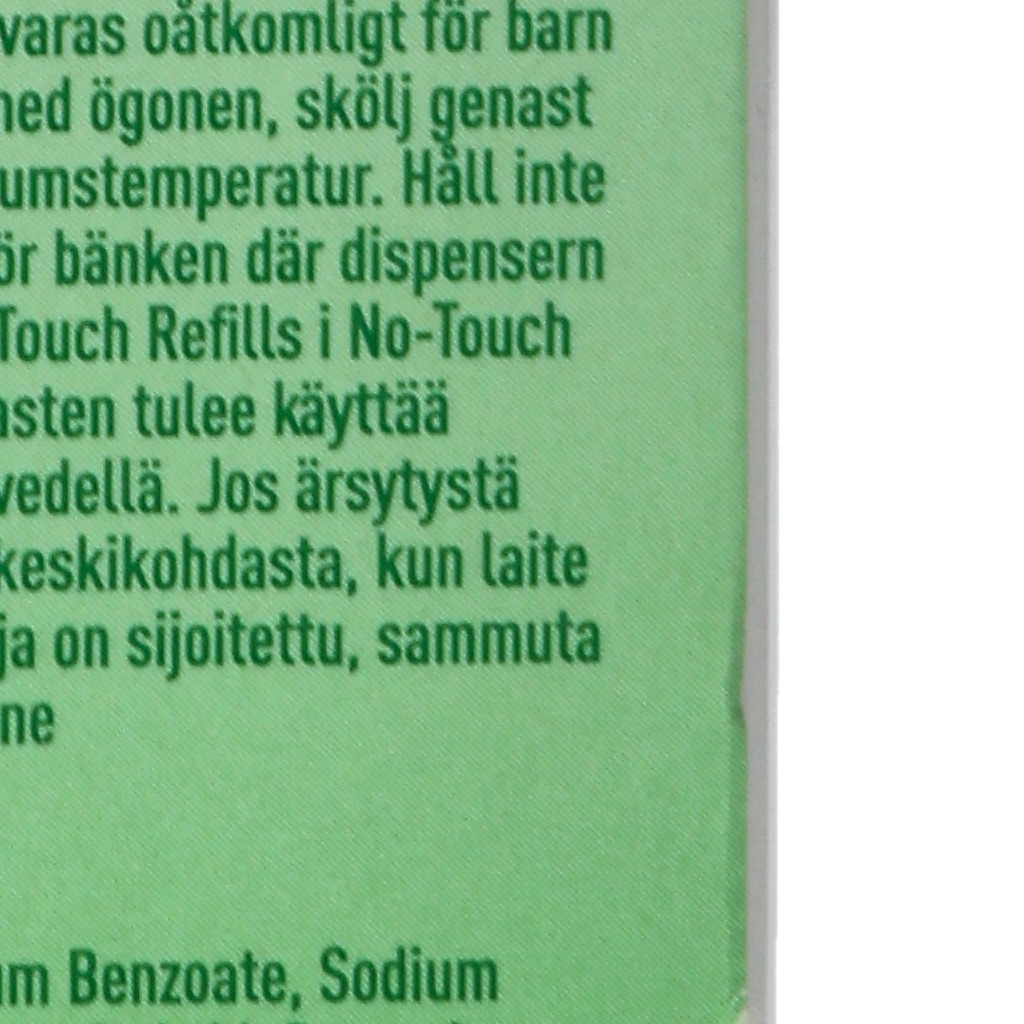 varas oåtkomligt för barn
ögonen, skölj genast
umstemperatur. Håll inte
ör bänken där dispensern
Touch Refills i No-Touch
asten tulee käyttää
vedellä. Jos ärsytystä
keskikohdasta, kun laite
ja on sijoitettu, sammuta
ne
Benzoate, Sodium